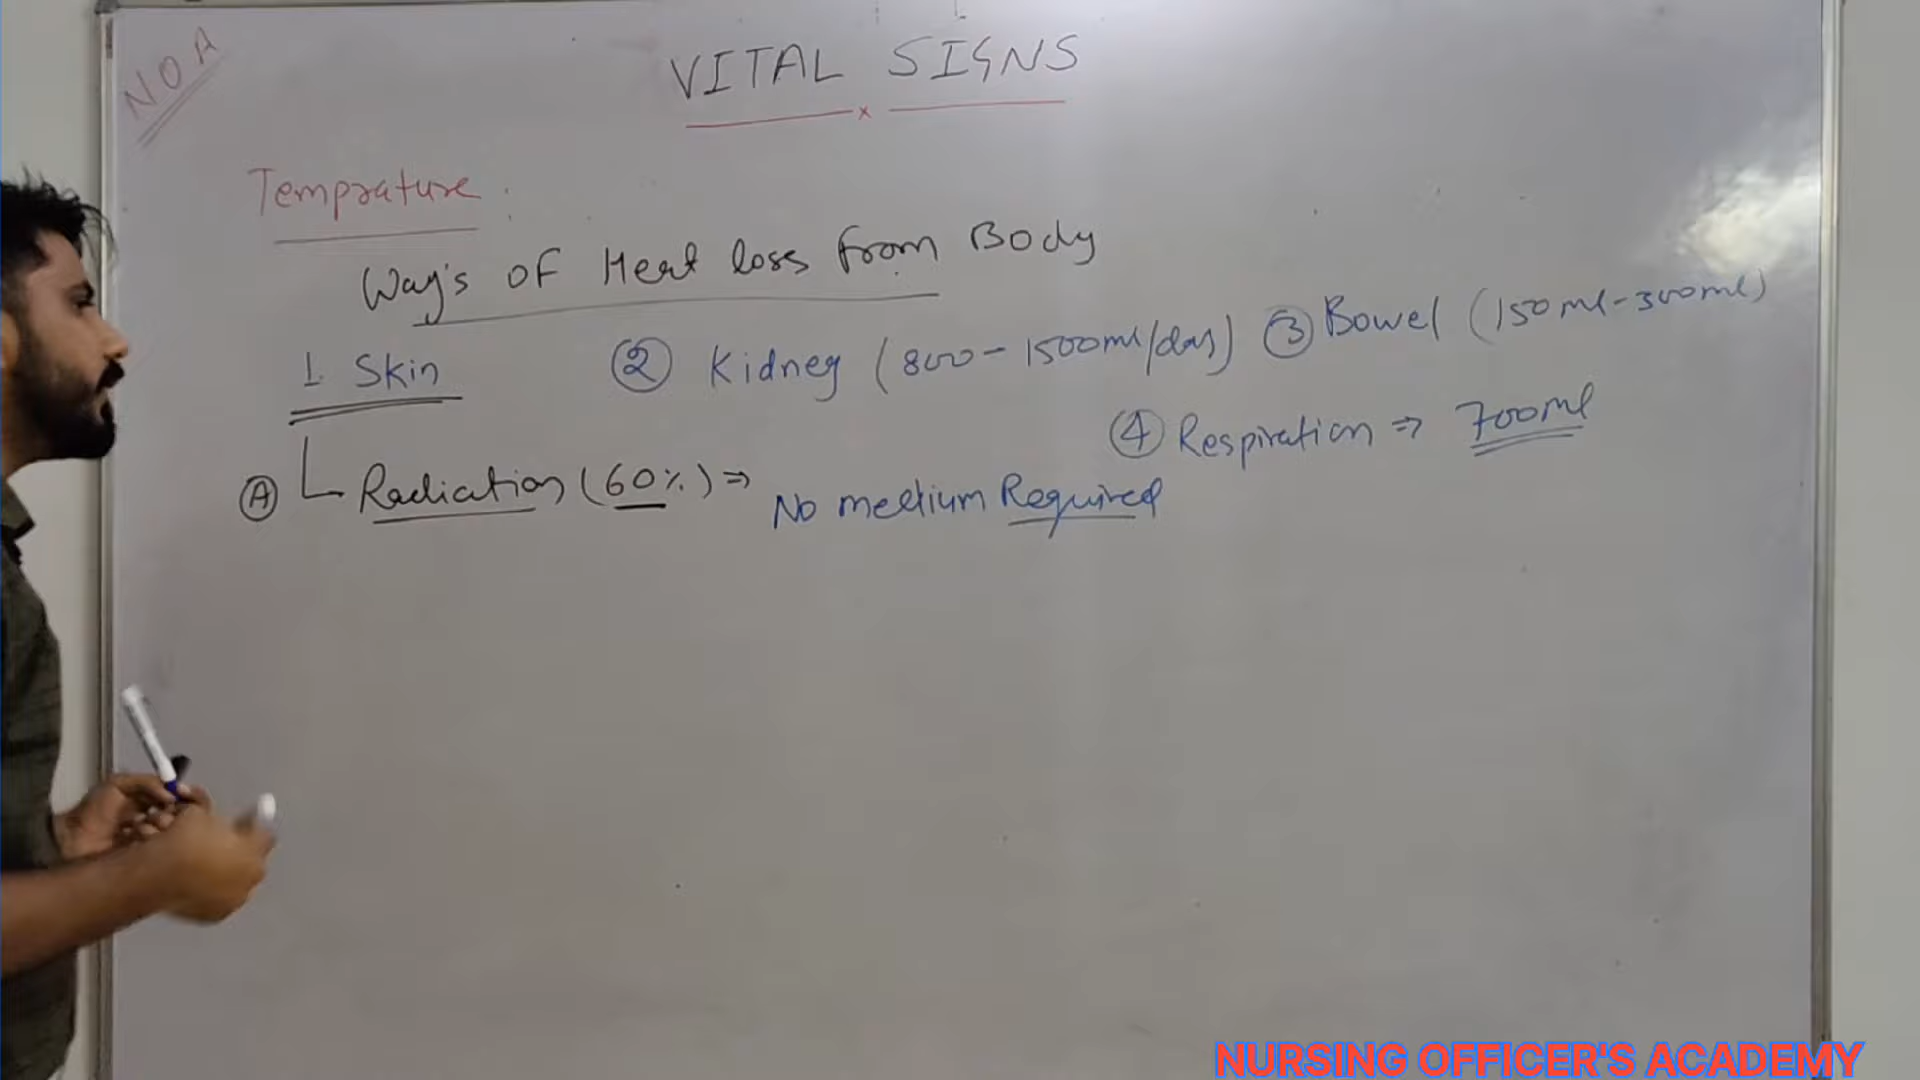 NOA
VITAL SIGNS
x
Temprature :
Way's of Heat loss from Body
1. Skin
② Kidney (800-1500ml/day)
③ Bowel (150ml-300ml)
④ Respiration ⇒ 700ml
Ⓐ Radiation (60%) ⇒ No medium Required
NURSING OFFICER'S ACADEMY